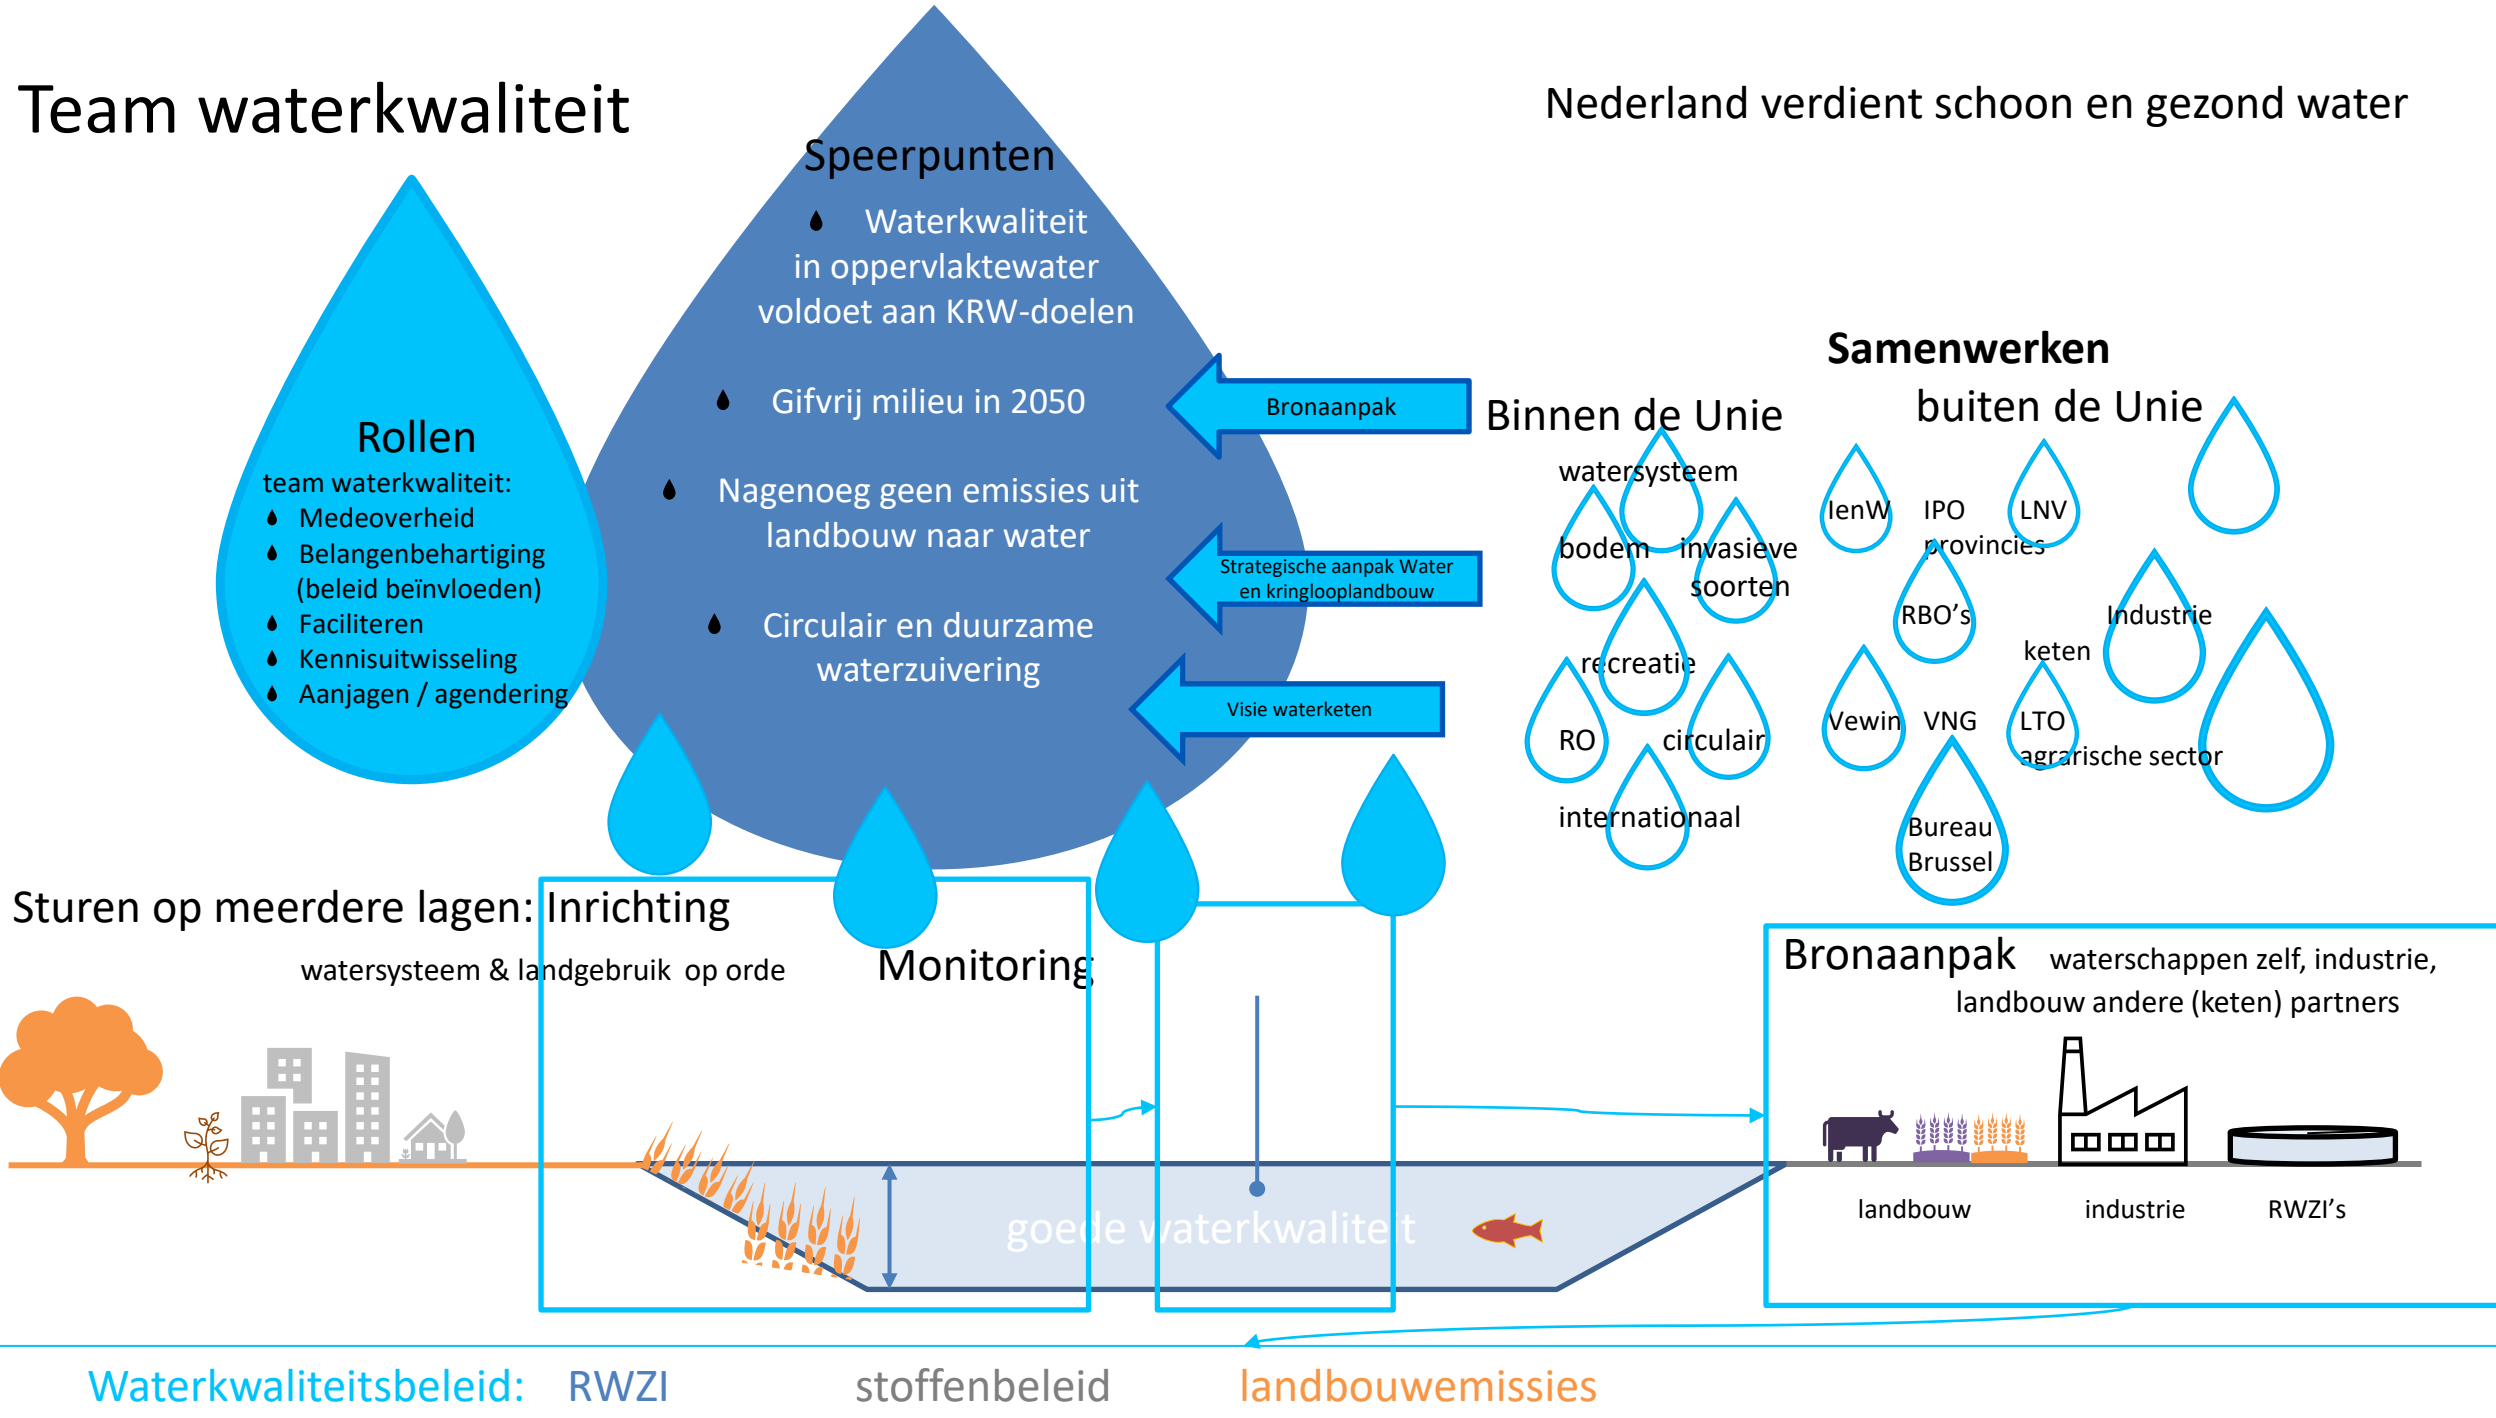 Team waterkwaliteit
Nederland verdient schoon en gezond water
Speerpunten
Waterkwaliteit
in oppervlaktewater
voldoet aan KRW-doelen
Gifvrij milieu in 2050
Nagenoeg geen emissies uit
landbouw naar water
Circulair en duurzame
waterzuivering
Rollen
team waterkwaliteit:
Medeoverheid
Belangenbehartiging
(beleid beïnvloeden)
Faciliteren
Kennisuitwisseling
Aanjagen / agendering
Bronaanpak
Strategische aanpak Water
en kringlooplandbouw
Visie waterketen
Samenwerken
Binnen de Unie
watersysteem
bodem
invasieve
soorten
recreatie
RO
circulair
internationaal
buiten de Unie
IenW
IPO
provincies
LNV
RBO's
Industrie
keten
Vewin
VNG
LTO
agrarische sector
Bureau
Brussel
Sturen op meerdere lagen: Inrichting
watersysteem & landgebruik op orde
Monitoring
Bronaanpak waterschappen zelf, industrie,
landbouw andere (keten) partners
goede waterkwaliteit
landbouw
industrie
RWZI's
Waterkwaliteitsbeleid: RWZI stoffenbeleid landbouwemissies